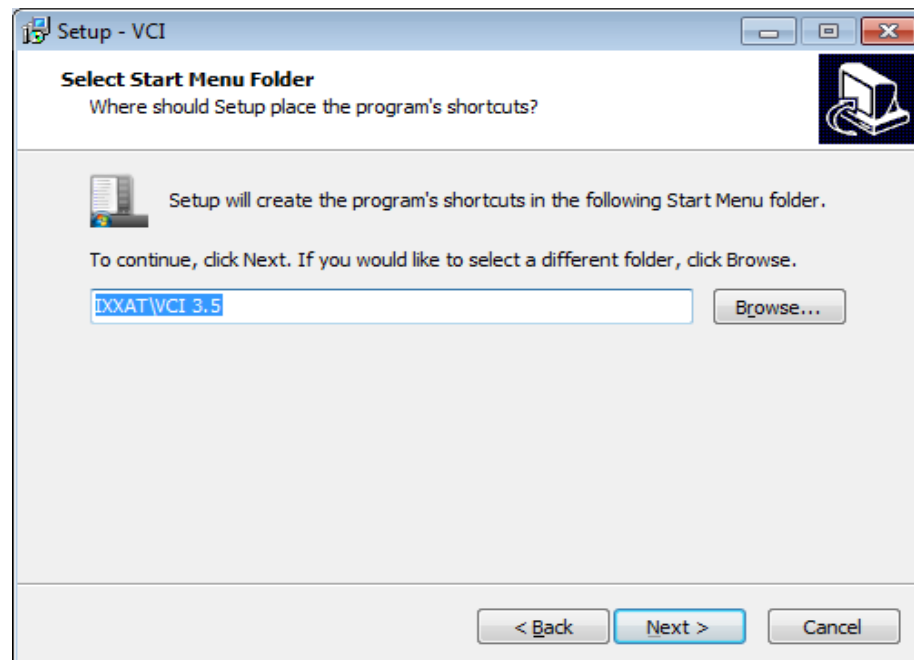 Setup - VCI
Select Start Menu Folder
Where should Setup place the program's shortcuts?
Setup will create the program's shortcuts in the following Start Menu folder.
To continue, click Next. If you would like to select a different folder, click Browse.
IXXAT\VCI 3.5
Browse...
< Back
Next >
Cancel